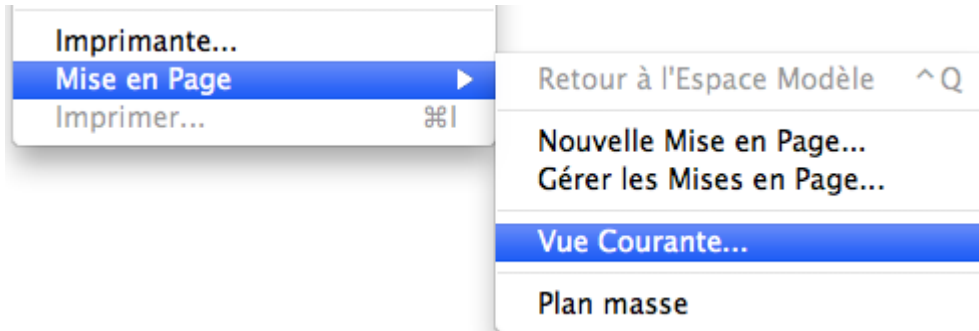 Imprimante...
Mise en Page ▶
Imprimer... ⌘I
Retour à l'Espace Modèle ^Q
Nouvelle Mise en Page...
Gérer les Mises en Page...
Vue Courante...
Plan masse